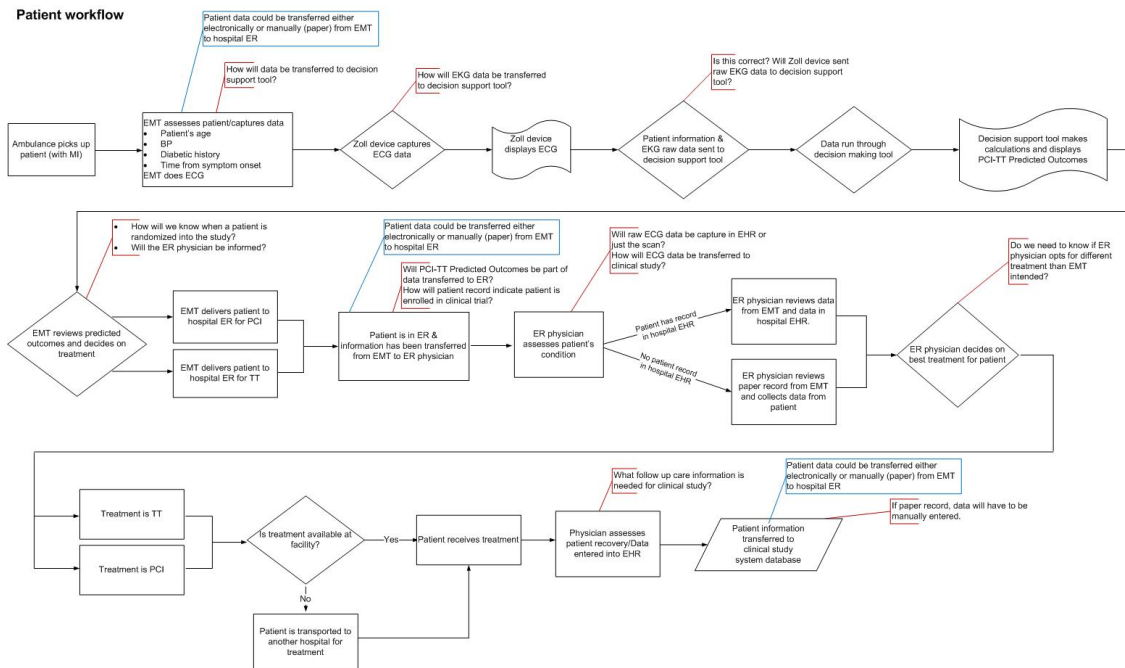 Patient workflow
Patient data could be transferred either
electronically or manually (paper) from EMT
to hospital ER
How will data be transferred to decision
support tool?
How will EKG data be transferred
to decision support tool?
Is this correct? Will Zoll device sent
raw EKG data to decision support
tool?
Ambulance picks up
patient (with MI)
EMT assesses patient/captures data
• Patient's age
• BP
• Diabetic history
• Time from symptom onset
EMT does ECG
Zoll device captures
ECG data
Zoll device
displays ECG
Patient information &
EKG raw data sent to
decision support tool
Data run through
decision making tool
Decision support tool makes
calculations and displays
PCI-TT Predicted Outcomes
• How will we know when a patient is
randomized into the study?
• Will the ER physician be informed?
Patient data could be transferred either
electronically or manually (paper) from EMT
to hospital ER
Will PCI-TT Predicted Outcomes be part of
data transferred to ER?
How will patient record indicate patient is
enrolled in clinical trial?
Will raw ECG data be capture in EHR or
just the scan?
How will ECG data be transferred to
clinical study?
Do we need to know if ER
physician opts for different
treatment than EMT
intended?
EMT reviews predicted
outcomes and decides on
treatment
EMT delivers patient to
hospital ER for PCI
EMT delivers patient to
hospital ER for TT
Patient is in ER &
information has been transferred
from EMT to ER physician
ER physician
assesses patient's
condition
Patient has record
in hospital EHR
No patient record
in hospital EHR
ER physician reviews data
from EMT and data in
hospital EHR.
ER physician reviews
paper record from EMT
and collects data from
patient
ER physician decides on
best treatment for patient
What follow up care information is
needed for clinical study?
Patient data could be transferred either
electronically or manually (paper) from EMT
to hospital ER
If paper record, data will have to be
manually entered.
Treatment is TT
Treatment is PCI
Is treatment available at
facility?
Yes
No
Patient receives treatment
Patient is transported to
another hospital for
treatment
Physician assesses
patient recovery/Data
entered into EHR
Patient information
transferred to
clinical study
system database